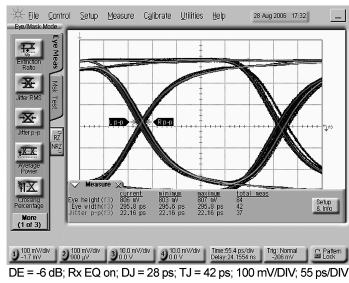 File Control Setup Measure Calibrate Utilities Help 28 Aug 2006 17:32
Eye/Mask Mode
Eye Meas
Mask Test
RZ
NRZ
Extinction
Ratio
Jitter RMS
Jitter p-p
Average
Power
Crossing
Percentage
More
(1 of 3)
p-p
R p-p
Measure
current minimum maximum total meas
Eye height(f3) 806 mV 803 mV 807 mV 84
Eye width(f3) 295.8 ps 295.8 ps 295.8 ps 42
Jitter p-p(f3) 22.16 ps 22.16 ps 22.16 ps 37
Setup
& Info
100 mV/div
-1.7 mV
100 mV/div
900 µV
10.0 mV/div
0.0 V
10.0 mV/div
0.0 V
Time:55.4 ps/div
Delay:24.1554 ns
Trig: Normal
-206 mV
Pattern
Lock
DE = -6 dB; Rx EQ on; DJ = 28 ps; TJ = 42 ps; 100 mV/DIV; 55 ps/DIV